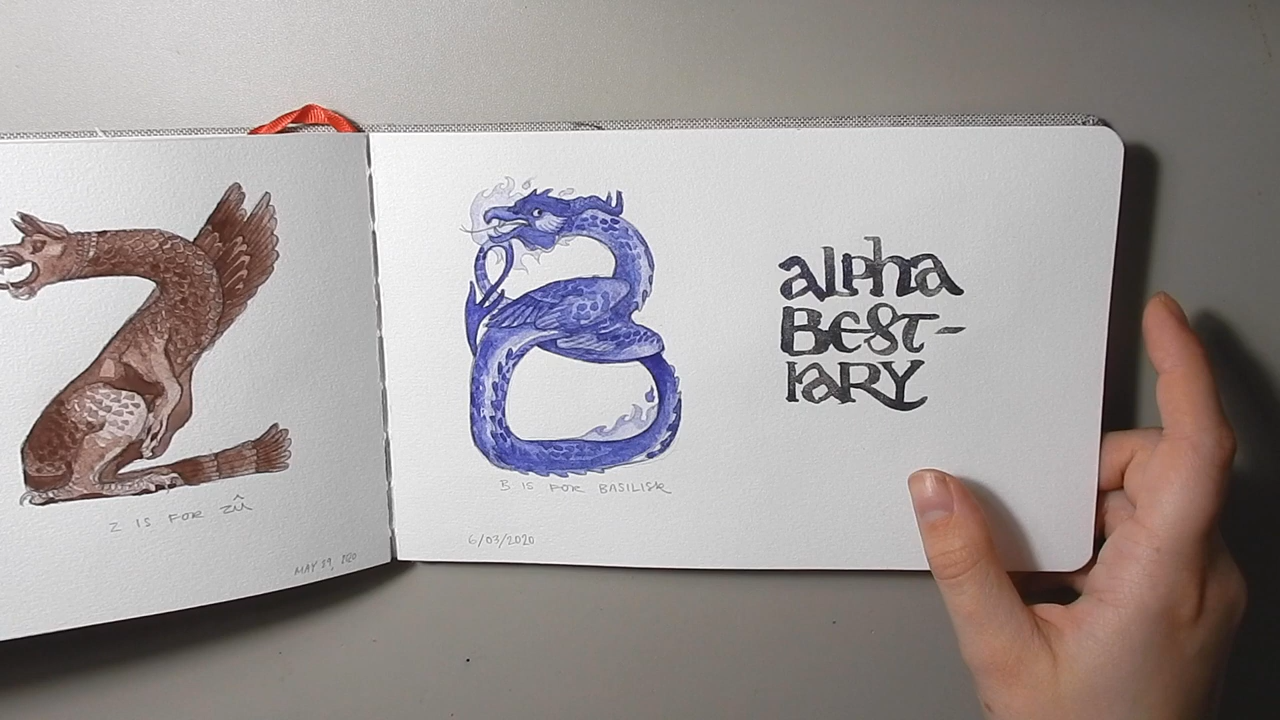 Z IS FOR ZÛ
MAY 29, 2020
B IS FOR BASILISK
6/03/2020
alpha
BEST-
IARY